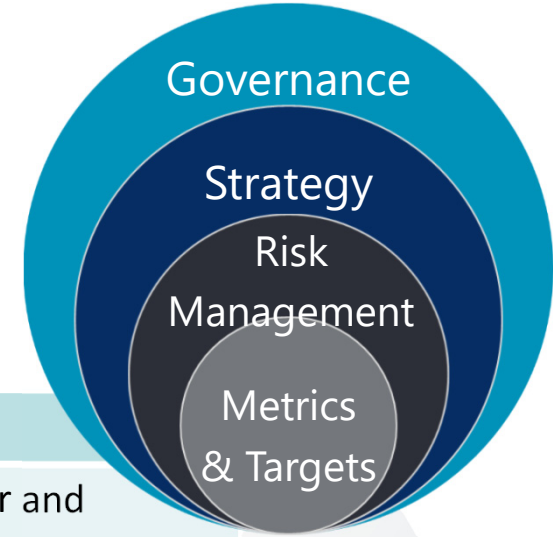 Governance
Strategy
Risk
Management
Metrics
& Targets
and